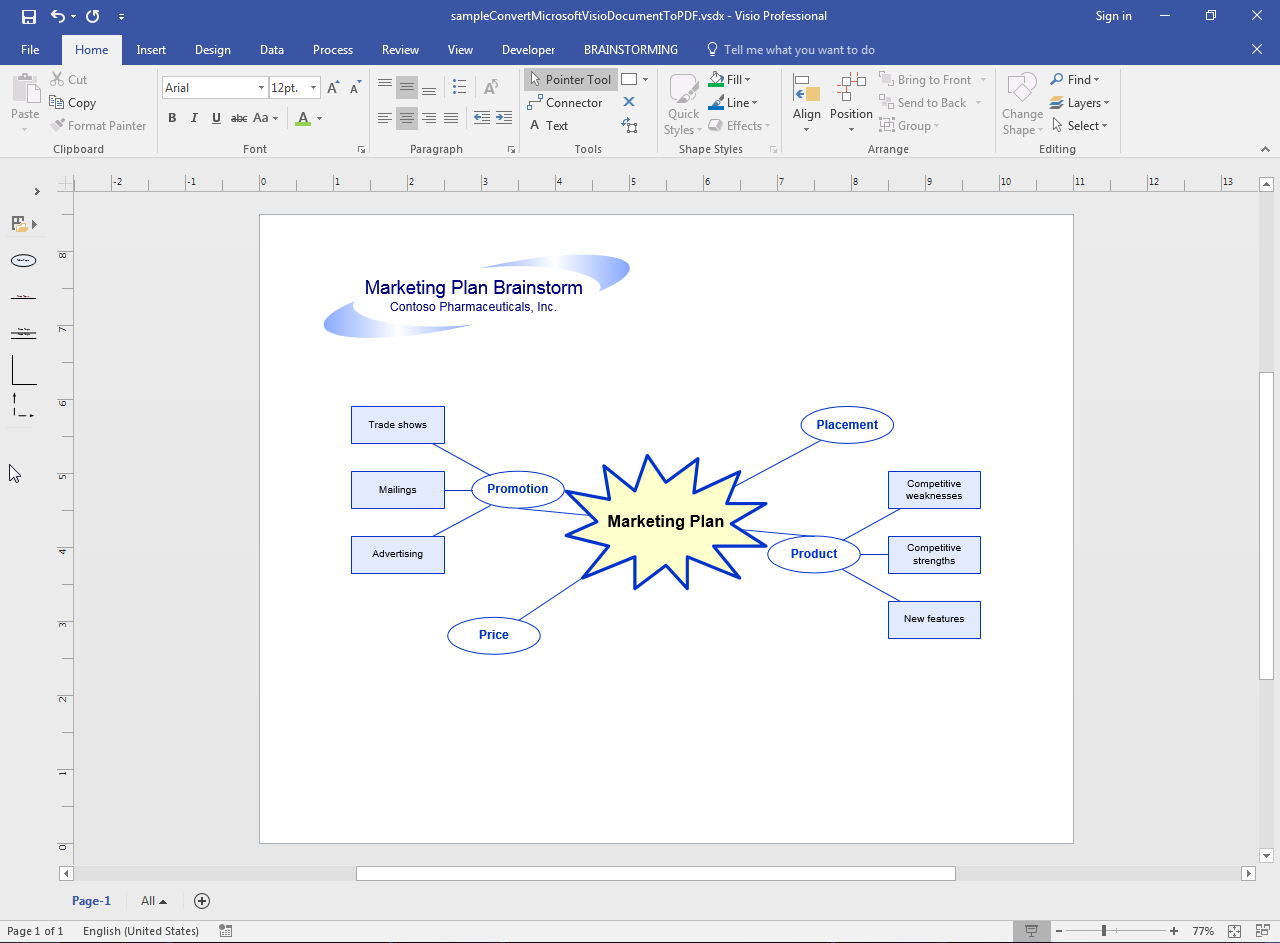 sampleConvertMicrosoftVisioDocumentToPDF.vsdx - Visio Professional
Sign in
File Home Insert Design Data Process Review View Developer BRAINSTORMING Tell me what you want to do
Paste
Cut
Copy
Format Painter
Clipboard
Arial 12pt. A A
B I U abc Aa A
Font
Paragraph
Pointer Tool
Connector
A Text
Tools
Quick
Styles
Fill
Line
Effects
Shape Styles
Align
Position
Bring to Front
Send to Back
Group
Arrange
Change
Shape
Find
Layers
Select
Editing
-2 -1 0 1 2 3 4 5 6 7 8 9 10 11 12 13
8
7
6
5
4
3
2
1
0
Marketing Plan Brainstorm
Contoso Pharmaceuticals, Inc.
Trade shows
Mailings
Advertising
Promotion
Price
Marketing Plan
Placement
Product
Competitive
weaknesses
Competitive
strengths
New features
Page-1 All
Page 1 of 1 English (United States) 77%